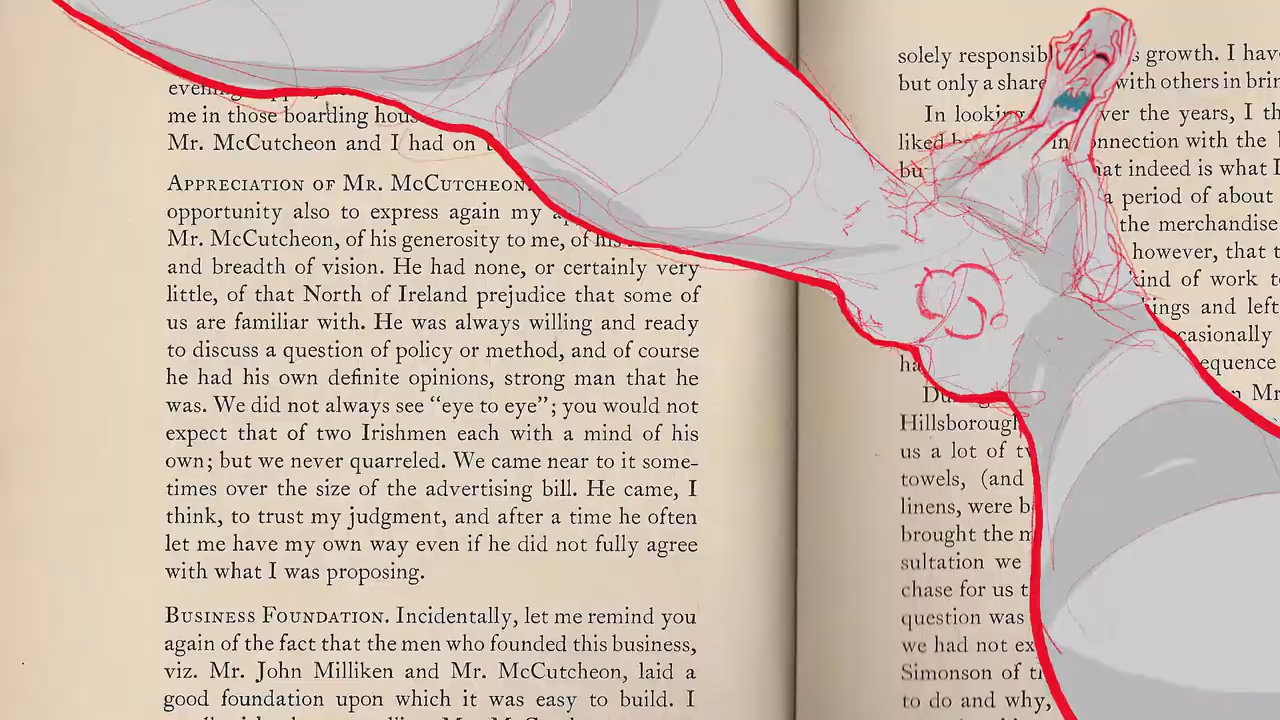 me in those boarding
Mr. McCutcheon and I had on
APPRECIATION OF MR. MCCUTCHEON.
opportunity also to express again my
Mr. McCutcheon, of his generosity to me, of his
and breadth of vision. He had none, or certainly very
little, of that North of Ireland prejudice that some of
us are familiar with. He was always willing and ready
to discuss a question of policy or method, and of course
he had his own definite opinions, strong man that he
was. We did not always see “eye to eye”; you would not
expect that of two Irishmen each with a mind of his
own; but we never quarreled. We came near to it some-
times over the size of the advertising bill. He came, I
think, to trust my judgment, and after a time he often
let me have my own way even if he did not fully agree
with what I was proposing.
BUSINESS FOUNDATION. Incidentally, let me remind you
again of the fact that the men who founded this business,
viz. Mr. John Milliken and Mr. McCutcheon, laid a
good foundation upon which it was easy to build. I
solely growth. I
but only a share with others in
In the years, I
liked connection with the
indeed is what I
a period of about
the merchandise
however, that
kind of work
and left
Hillsborough
us a lot of
towels, (and
linens, were
brought the
sultation we
chase for us
question was
we had not
Simonson of
to do and why,